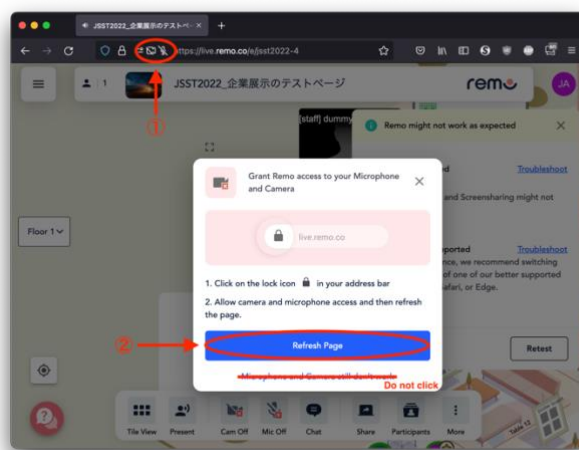 JSST2022_企業展示のテストペー
https://live.remo.co/e/jsst2022-4
①
1
JSST2022_企業展示のテストページ
remo
JA
[staff] dummy
Remo might not work as expected
Grant Remo access to your Microphone
and Camera
Troubleshoot
and Screensharing might not
live.remo.co
Floor 1
Troubleshoot
nce, we recommend switching
of one of our better supported
afari, or Edge.
1. Click on the lock icon in your address bar
2. Allow camera and microphone access and then refresh
the page.
②
Refresh Page
Retest
Microphone and Camera still don't work
Do not click
Tile View
Present
Cam Off
Mic Off
Chat
Share
Participants
More
Table 12